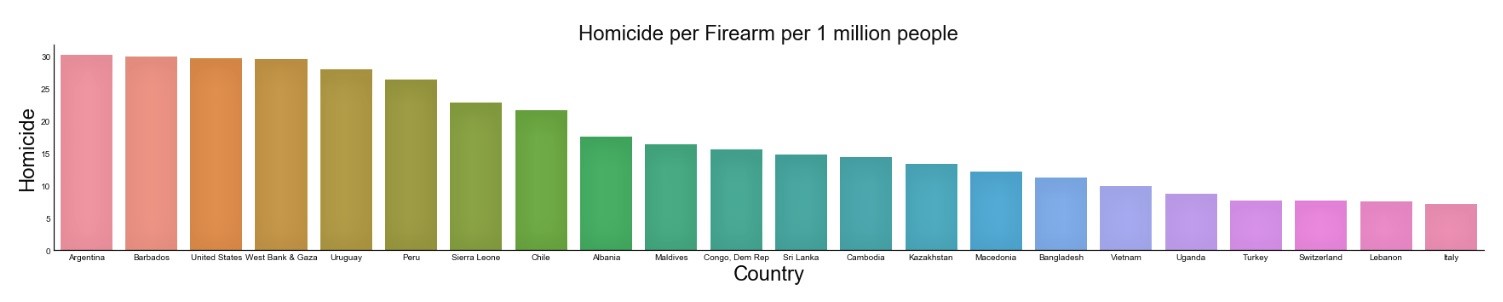 Homicide per Firearm per 1 million people
Homicide
30
25
20
15
10
5
0
Argentina Barbados United States West Bank & Gaza Uruguay Peru Sierra Leone Chile Albania Maldives Congo, Dem Rep Sri Lanka Cambodia Kazakhstan Macedonia Bangladesh Vietnam Uganda Turkey Switzerland Lebanon Italy
Country